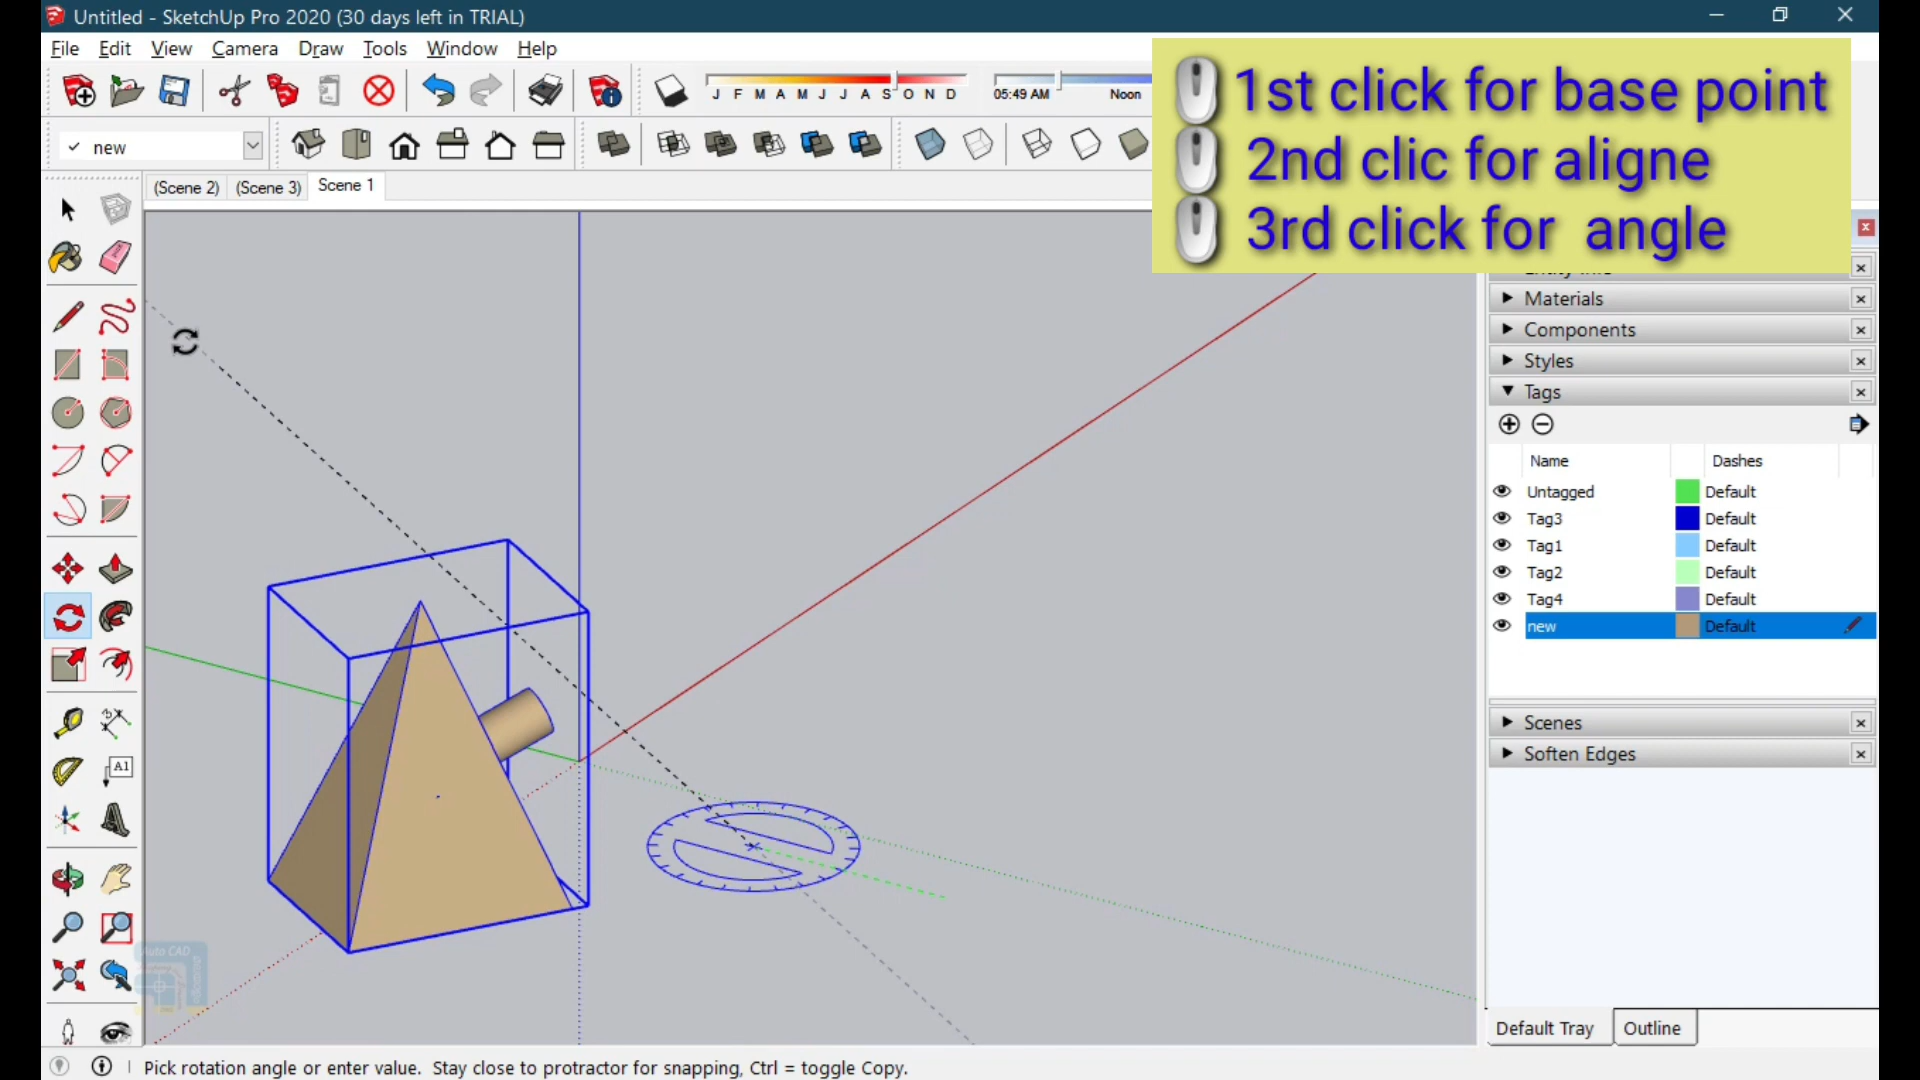 Untitled - SketchUp Pro 2020 (30 days left in TRIAL)
File Edit View Camera Draw Tools Window Help
J F M A M J J A S O N D
05:49 AM Noon
1st click for base point
2nd clic for aligne
3rd click for angle
new
(Scene 2) (Scene 3) Scene 1
Materials
Components
Styles
Tags
Name Dashes
Untagged Default
Tag3 Default
Tag1 Default
Tag2 Default
Tag4 Default
new Default
Scenes
Soften Edges
A1
Auto CAD
Default Tray Outline
Pick rotation angle or enter value. Stay close to protractor for snapping, Ctrl = toggle Copy.